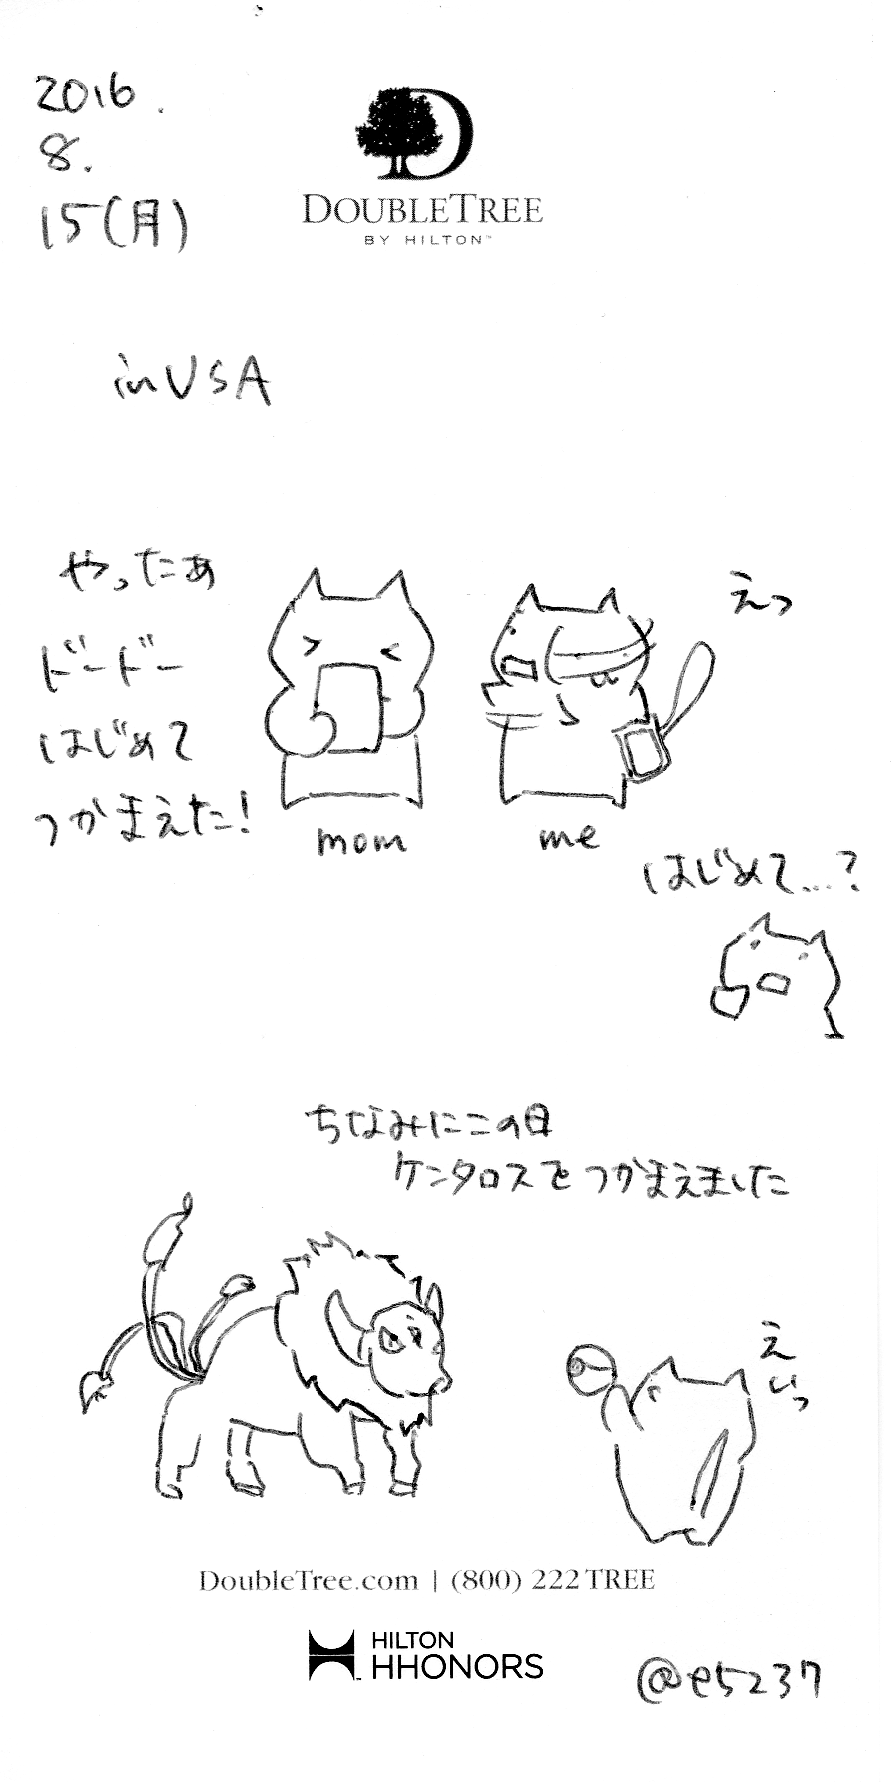 2016.
8.
15(月)
DOUBLETREE
BY HILTON™
in USA
やったぁ
ドードー
はじめて
つかまえた!
えっ
mom
me
はじめて…?
ちなみにこの日
ケンタロスをつかまえました
えいっ
DoubleTree.com | (800) 222 TREE
HILTON
HHONORS
@e5237